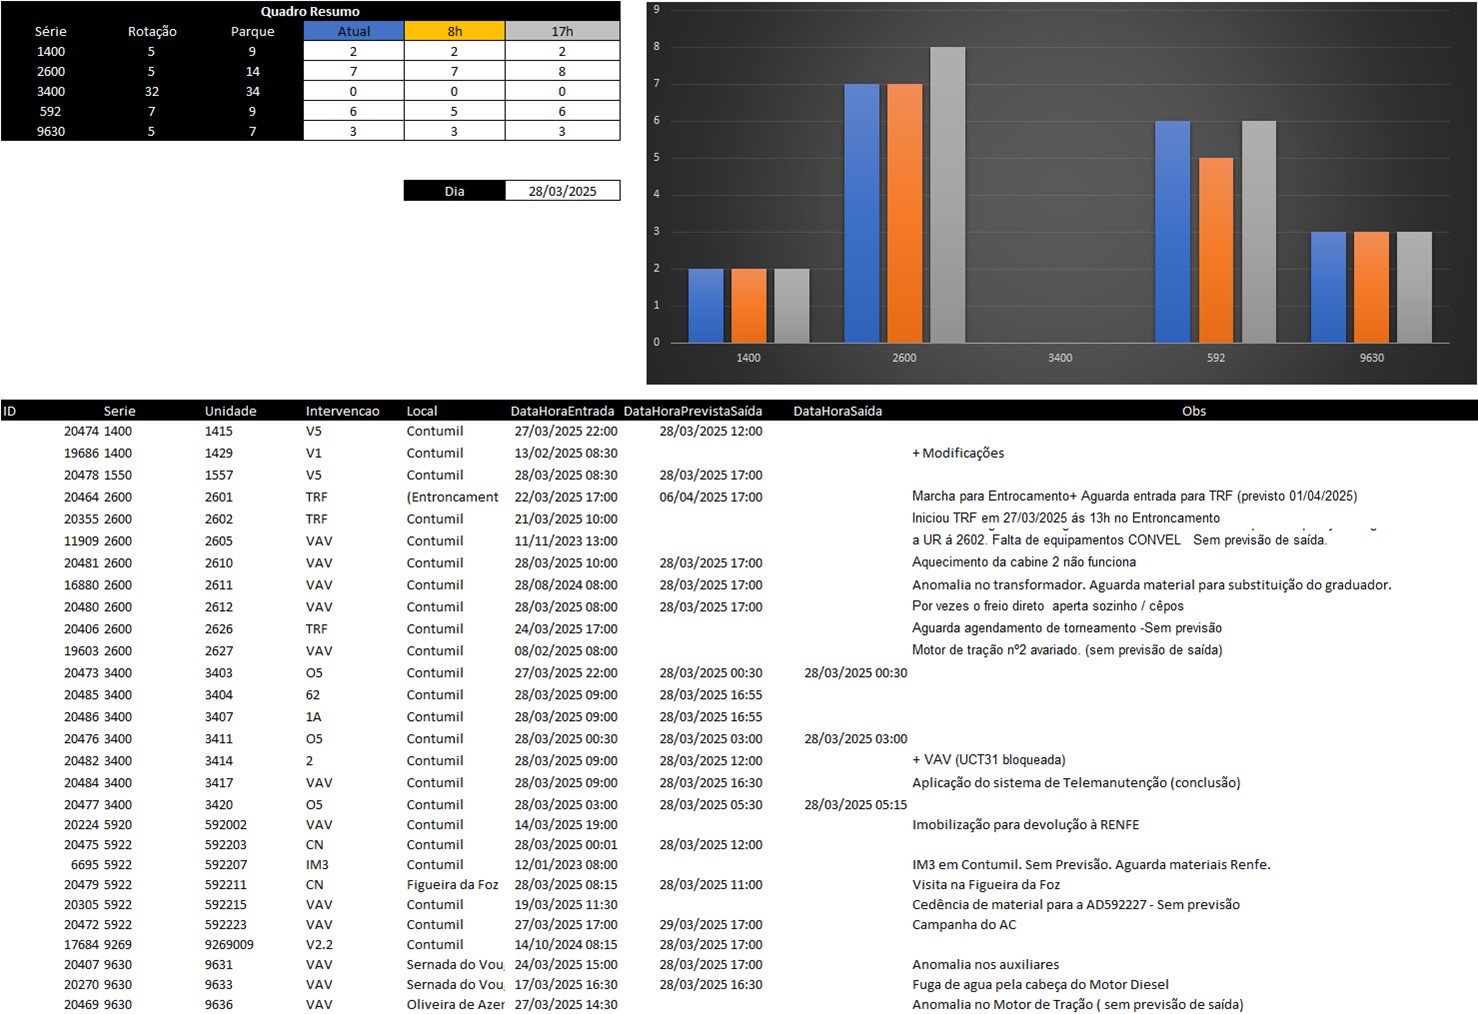 Quadro Resumo
Série Rotação Parque Atual 8h 17h
1400 5 9 2 2 2
2600 5 14 7 7 8
3400 32 34 0 0 0
592 7 9 6 5 6
9630 5 7 3 3 3
Dia 28/03/2025
9
8
7
6
5
4
3
2
1
0
1400 2600 3400 592 9630
ID Serie Unidade Intervencao Local DataHoraEntrada DataHoraPrevistaSaída DataHoraSaída Obs
20474 1400 1415 V5 Contumil 27/03/2025 22:00 28/03/2025 12:00
19686 1400 1429 V1 Contumil 13/02/2025 08:30 + Modificações
20478 1550 1557 V5 Contumil 28/03/2025 08:30 28/03/2025 17:00
20464 2600 2601 TRF (Entroncament 22/03/2025 17:00 06/04/2025 17:00 Marcha para Entrocamento+ Aguarda entrada para TRF (previsto 01/04/2025)
20355 2600 2602 TRF Contumil 21/03/2025 10:00 Iniciou TRF em 27/03/2025 ás 13h no Entroncamento
11909 2600 2605 VAV Contumil 11/11/2023 13:00 a UR á 2602. Falta de equipamentos CONVEL Sem previsão de saída.
20481 2600 2610 VAV Contumil 28/03/2025 10:00 28/03/2025 17:00 Aquecimento da cabine 2 não funciona
16880 2600 2611 VAV Contumil 28/08/2024 08:00 28/03/2025 17:00 Anomalia no transformador. Aguarda material para substituição do graduador.
20480 2600 2612 VAV Contumil 28/03/2025 08:00 28/03/2025 17:00 Por vezes o freio direto aperta sozinho / cêpos
20406 2600 2626 TRF Contumil 24/03/2025 17:00 Aguarda agendamento de torneamento -Sem previsão
19603 2600 2627 VAV Contumil 08/02/2025 08:00 Motor de tração nº2 avariado. (sem previsão de saída)
20473 3400 3403 O5 Contumil 27/03/2025 22:00 28/03/2025 00:30 28/03/2025 00:30
20485 3400 3404 62 Contumil 28/03/2025 09:00 28/03/2025 16:55
20486 3400 3407 1A Contumil 28/03/2025 09:00 28/03/2025 16:55
20476 3400 3411 O5 Contumil 28/03/2025 00:30 28/03/2025 03:00 28/03/2025 03:00
20482 3400 3414 2 Contumil 28/03/2025 09:00 28/03/2025 12:00 + VAV (UCT31 bloqueada)
20484 3400 3417 VAV Contumil 28/03/2025 09:00 28/03/2025 16:30 Aplicação do sistema de Telemanutenção (conclusão)
20477 3400 3420 O5 Contumil 28/03/2025 03:00 28/03/2025 05:30 28/03/2025 05:15
20224 5920 592002 VAV Contumil 14/03/2025 19:00 Imobilização para devolução à RENFE
20475 5922 592203 CN Contumil 28/03/2025 00:01 28/03/2025 12:00
6695 5922 592207 IM3 Contumil 12/01/2023 08:00 IM3 em Contumil. Sem Previsão. Aguarda materiais Renfe.
20479 5922 592211 CN Figueira da Foz 28/03/2025 08:15 28/03/2025 11:00 Visita na Figueira da Foz
20305 5922 592215 VAV Contumil 19/03/2025 11:30 Cedência de material para a AD592227 - Sem previsão
20472 5922 592223 VAV Contumil 27/03/2025 17:00 29/03/2025 17:00 Campanha do AC
17684 9269 9269009 V2.2 Contumil 14/10/2024 08:15 28/03/2025 17:00
20407 9630 9631 VAV Sernada do Vou 24/03/2025 15:00 28/03/2025 17:00 Anomalia nos auxiliares
20270 9630 9633 VAV Sernada do Vou 17/03/2025 16:30 28/03/2025 16:30 Fuga de agua pela cabeça do Motor Diesel
20469 9630 9636 VAV Oliveira de Azer 27/03/2025 14:30 Anomalia no Motor de Tração ( sem previsão de saída)